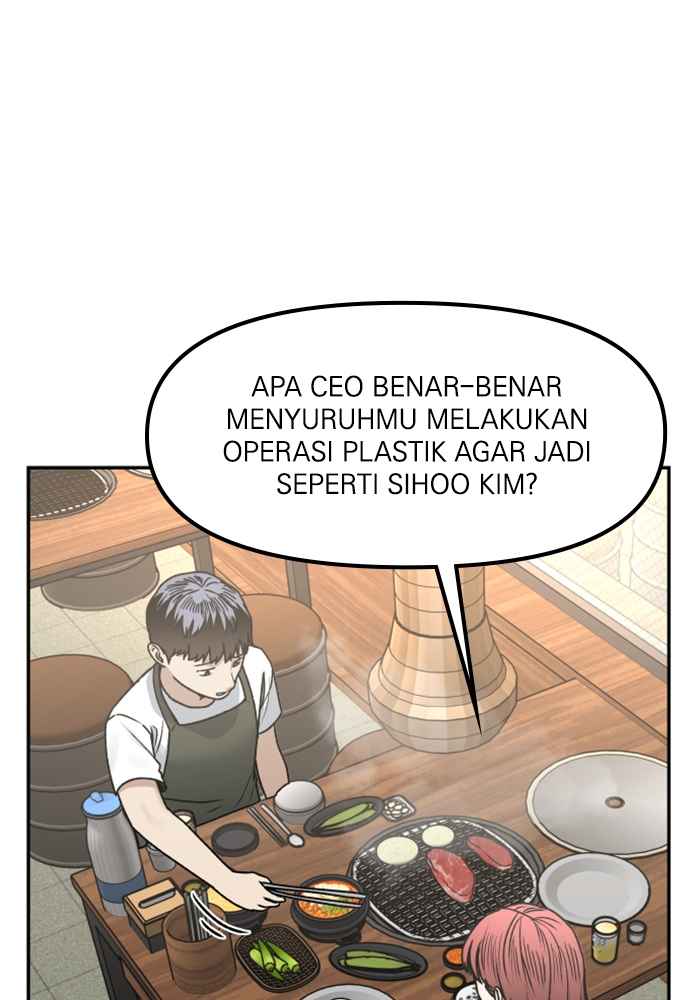 APA CEO BENAR-BENAR
MENYURUHMU MELAKUKAN
OPERASI PLASTIK AGAR JADI
SEPERTI SIHOO KIM?